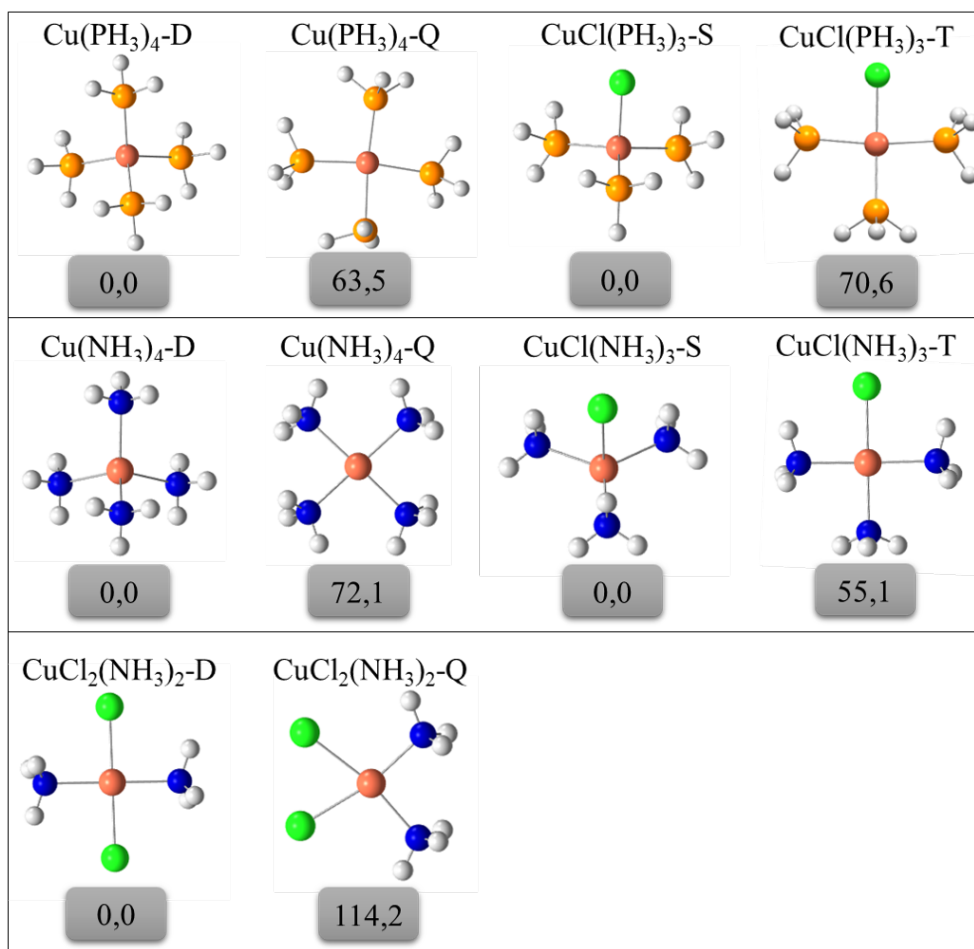 Cu(PH₃)₄-D Cu(PH₃)₄-Q CuCl(PH₃)₃-S CuCl(PH₃)₃-T
0,0 63,5 0,0 70,6
Cu(NH₃)₄-D Cu(NH₃)₄-Q CuCl(NH₃)₃-S CuCl(NH₃)₃-T
0,0 72,1 0,0 55,1
CuCl₂(NH₃)₂-D CuCl₂(NH₃)₂-Q
0,0 114,2